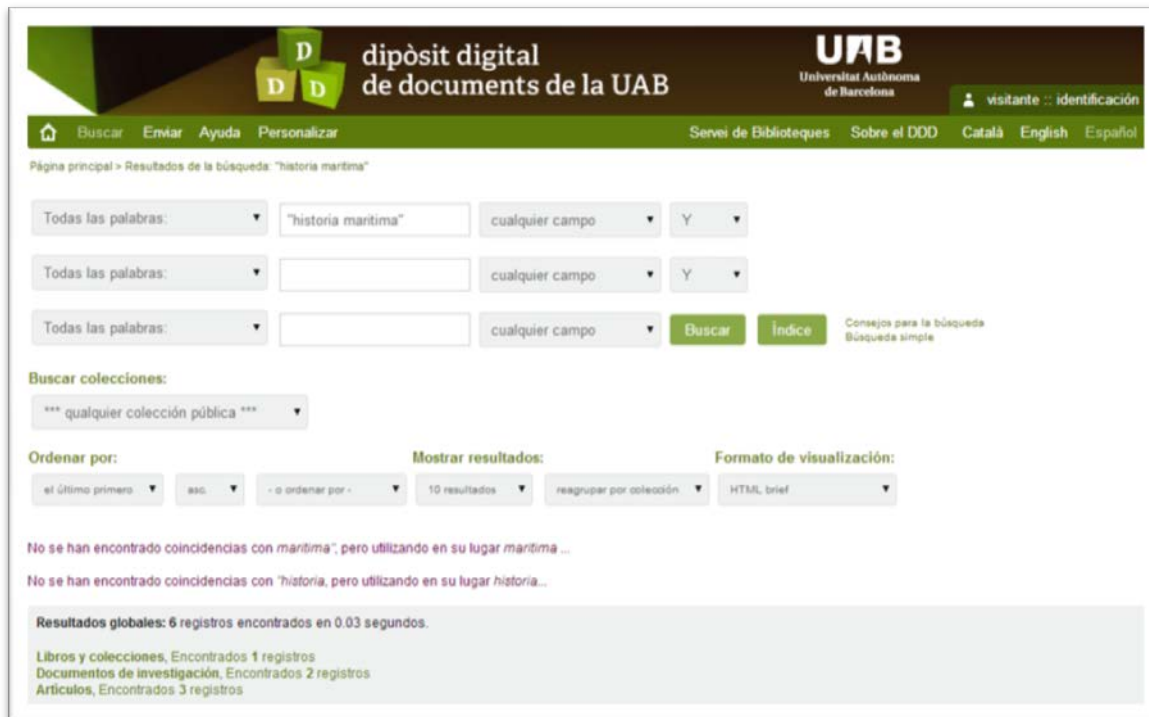 D
D D
dipòsit digital
de documents de la UAB
UAB
Universitat Autònoma
de Barcelona
visitante :: identificación
Buscar Enviar Ayuda Personalizar Servei de Biblioteques Sobre el DDD Català English Español
Página principal > Resultados de la búsqueda: "historia maritima"
Todas las palabras: "historia maritima" cualquier campo Y
Todas las palabras: cualquier campo Y
Todas las palabras: cualquier campo Buscar Índice
Consejos para la búsqueda
Búsqueda simple
Buscar colecciones:
*** qualquier colección pública ***
Ordenar por: Mostrar resultados: Formato de visualización:
el último primero asc. - o ordenar por - 10 resultados reagrupar por colección HTML brief
No se han encontrado coincidencias con maritima", pero utilizando en su lugar maritima ...
No se han encontrado coincidencias con "historia, pero utilizando en su lugar historia...
Resultados globales: 6 registros encontrados en 0.03 segundos.
Libros y colecciones, Encontrados 1 registros
Documentos de investigación, Encontrados 2 registros
Artículos, Encontrados 3 registros